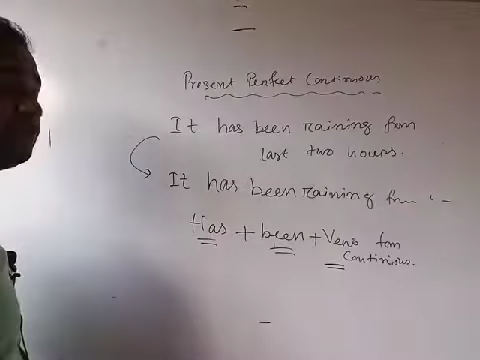 Present Perfect Continuous
It has been raining from
last two hours.
It has been raining from
Has + been + Verb form
Continious.